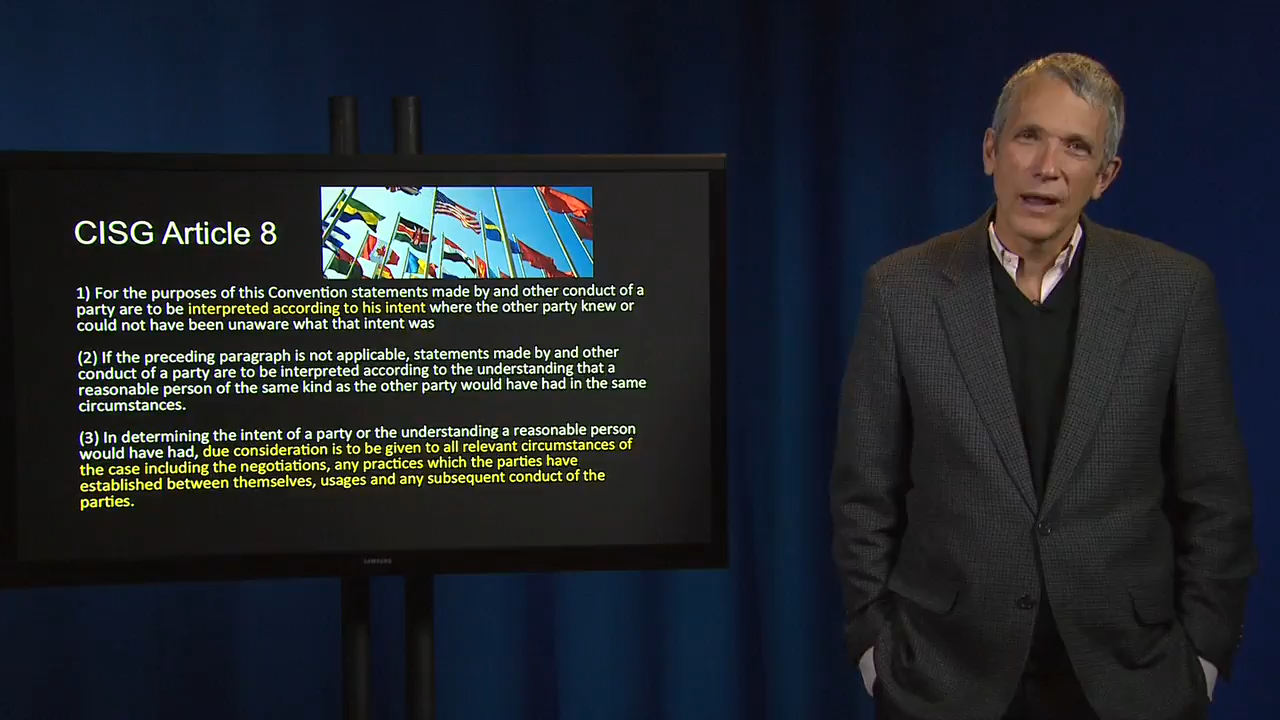 CISG Article 8
1) For the purposes of this Convention statements made by and other conduct of a
party are to be interpreted according to his intent where the other party knew or
could not have been unaware what that intent was
(2) If the preceding paragraph is not applicable, statements made by and other
conduct of a party are to be interpreted according to the understanding that a
reasonable person of the same kind as the other party would have had in the same
circumstances.
(3) In determining the intent of a party or the understanding a reasonable person
would have had, due consideration is to be given to all relevant circumstances of
the case including the negotiations, any practices which the parties have
established between themselves, usages and any subsequent conduct of the
parties.
SAMSUNG